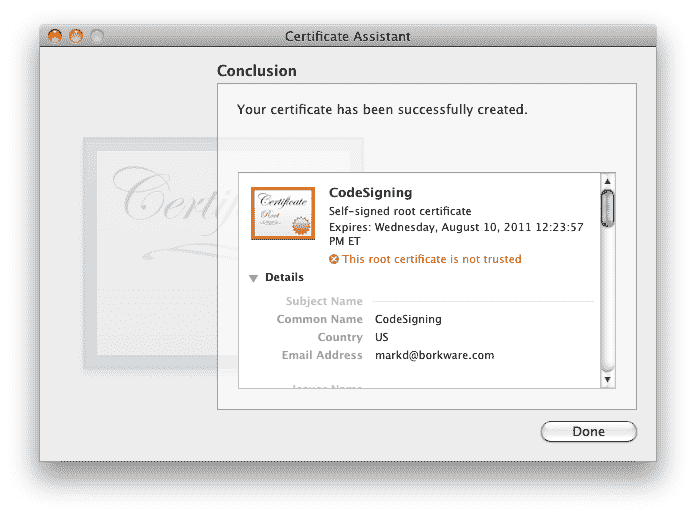 Certificate Assistant
Conclusion
Your certificate has been successfully created.
Certificate
Root
CodeSigning
Self-signed root certificate
Expires: Wednesday, August 10, 2011 12:23:57
PM ET
This root certificate is not trusted
Details
Subject Name
Common Name CodeSigning
Country US
Email Address markd@borkware.com
Done